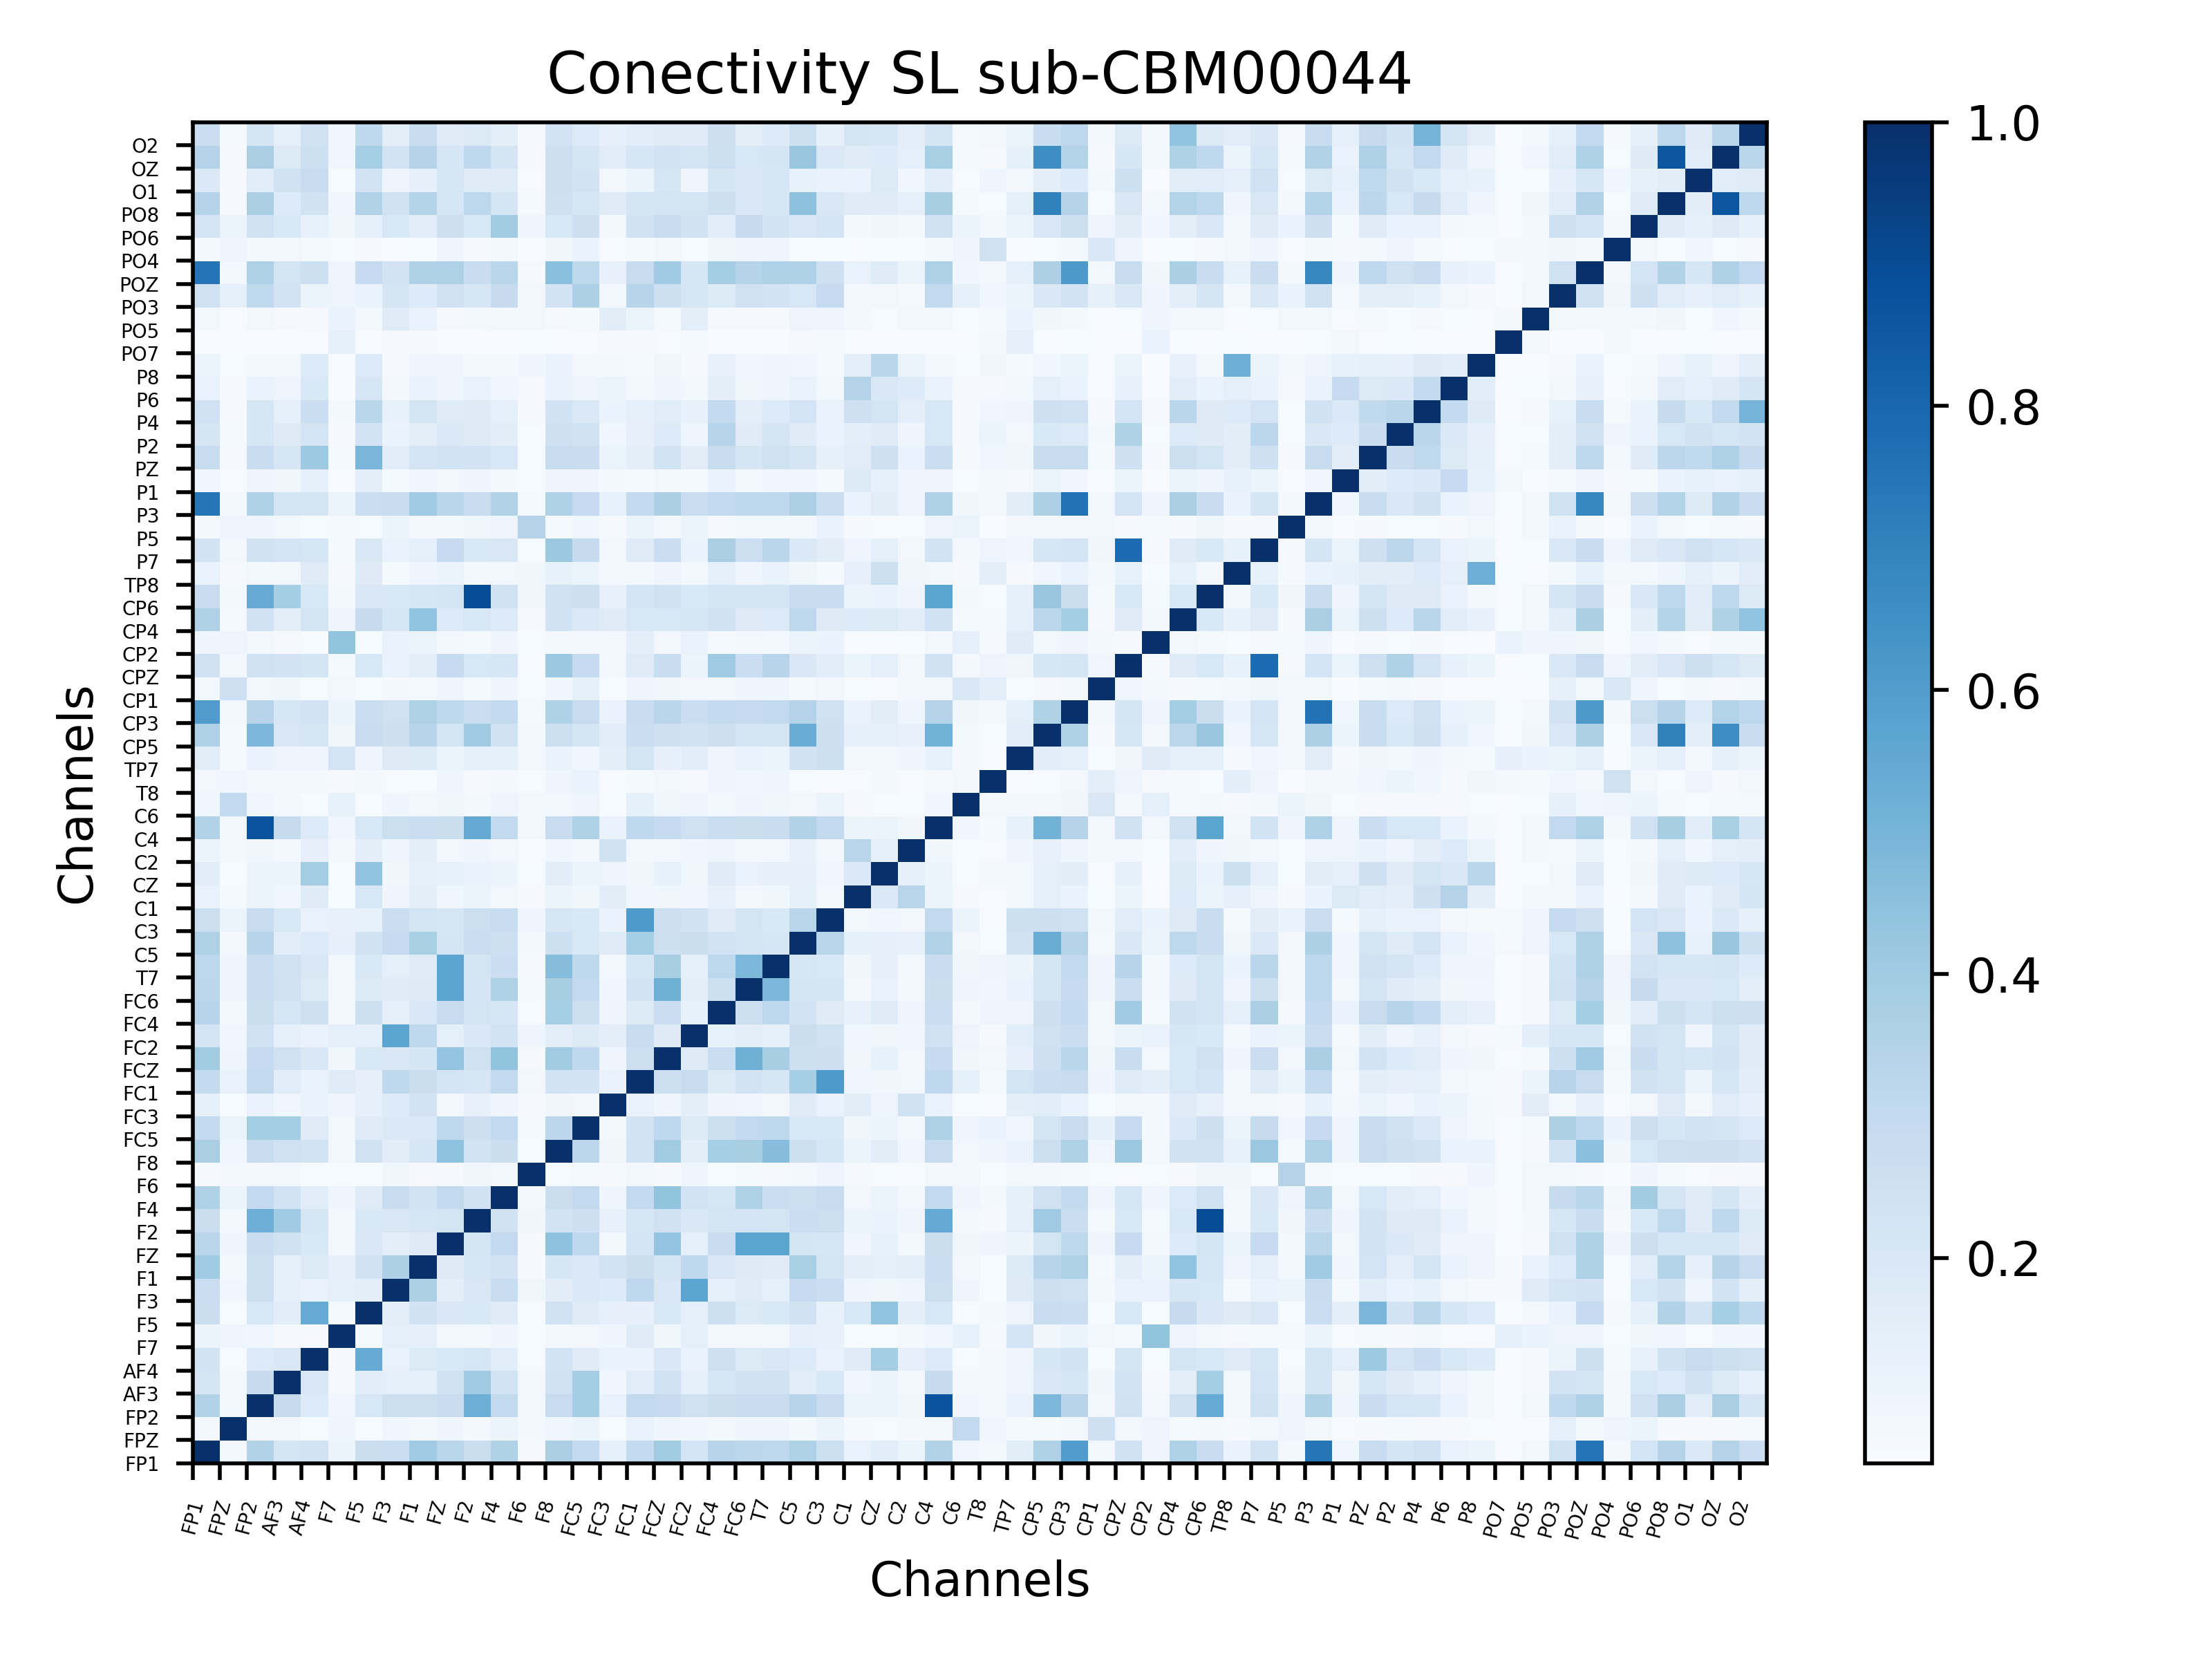 Conectivity SL sub-CBM00044
1.0
0.8
0.6
0.4
0.2
Channels
O2
OZ
O1
PO8
PO6
PO4
POZ
PO3
PO5
PO7
P8
P6
P4
P2
PZ
P1
P3
P5
P7
TP8
CP6
CP4
CP2
CPZ
CP1
CP3
CP5
TP7
T8
C6
C4
C2
CZ
C1
C3
C5
T7
FC6
FC4
FC2
FCZ
FC1
FC3
FC5
F8
F6
F4
F2
FZ
F1
F3
F5
F7
AF4
AF3
FP2
FPZ
FP1
FP1 FPZ FP2 AF3 AF4 F7 F5 F3 F1 FZ F2 F4 F6 F8 FC5 FC3 FC1 FCZ FC2 FC4 FC6 T7 C5 C3 C1 CZ C2 C4 C6 T8 TP7 CP5 CP3 CP1 CPZ CP2 CP4 CP6 TP8 P7 P5 P3 P1 PZ P2 P4 P6 P8 PO7 PO5 PO3 POZ PO4 PO6 PO8 O1 OZ O2
Channels